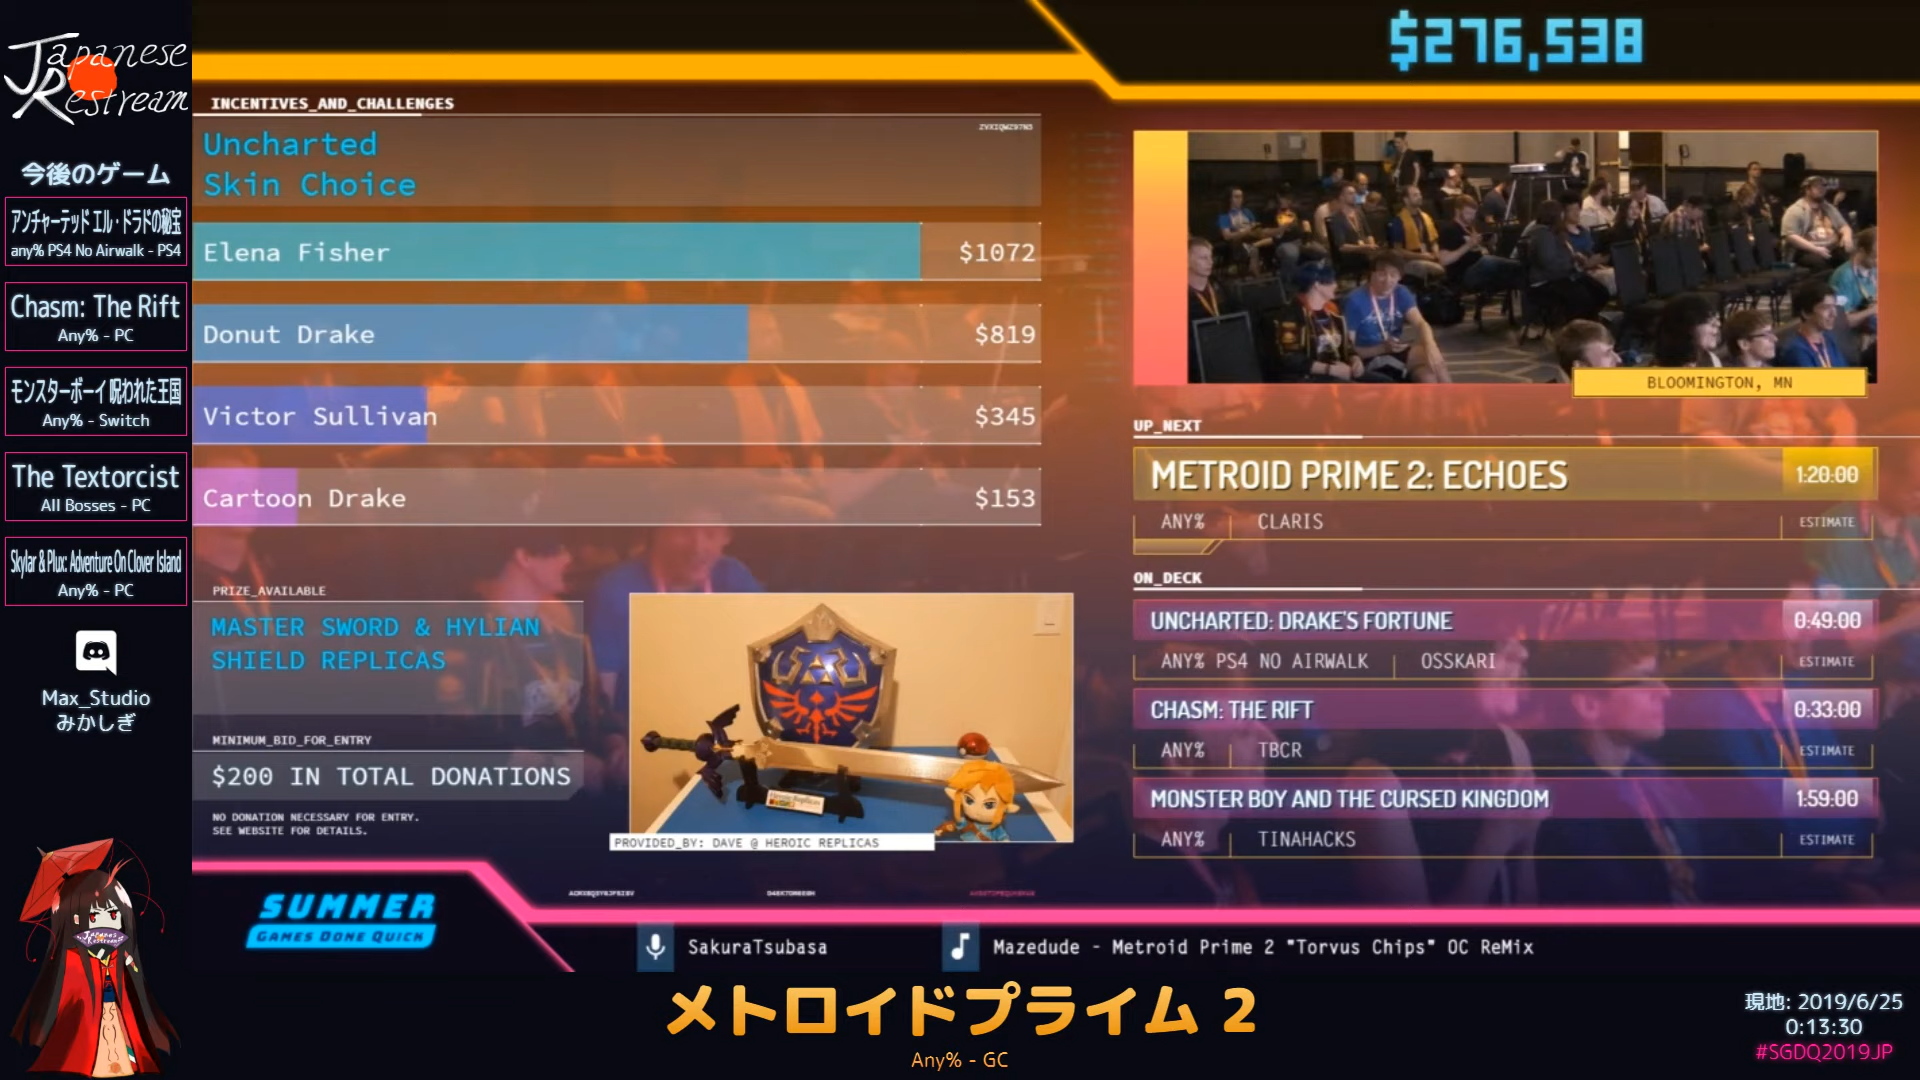 Japanese
Restream
今後のゲーム
アンチャーテッド エル・ドラドの秘宝
any% PS4 No Airwalk - PS4
Chasm: The Rift
Any% - PC
モンスターボーイ 呪われた王国
Any% - Switch
The Textorcist
All Bosses - PC
Skylar & Plux: Adventure On Clover Island
Any% - PC
Max_Studio
みかしぎ
$276,538
INCENTIVES_AND_CHALLENGES
Uncharted
Skin Choice
Elena Fisher $1072
Donut Drake $819
Victor Sullivan $345
Cartoon Drake $153
PRIZE_AVAILABLE
MASTER SWORD & HYLIAN
SHIELD REPLICAS
MINIMUM_BID_FOR_ENTRY
$200 IN TOTAL DONATIONS
NO DONATION NECESSARY FOR ENTRY.
SEE WEBSITE FOR DETAILS.
PROVIDED_BY: DAVE @ HEROIC REPLICAS
BLOOMINGTON, MN
UP_NEXT
METROID PRIME 2: ECHOES 1:20:00
ANY% CLARIS ESTIMATE
ON_DECK
UNCHARTED: DRAKE'S FORTUNE 0:49:00
ANY% PS4 NO AIRWALK OSSKARI ESTIMATE
CHASM: THE RIFT 0:33:00
ANY% TBCR ESTIMATE
MONSTER BOY AND THE CURSED KINGDOM 1:59:00
ANY% TINAHACKS ESTIMATE
SUMMER
GAMES DONE QUICK
SakuraTsubasa
Mazedude - Metroid Prime 2 "Torvus Chips" OC ReMix
メトロイドプライム 2
Any% - GC
現地: 2019/6/25
0:13:30
#SGDQ2019JP